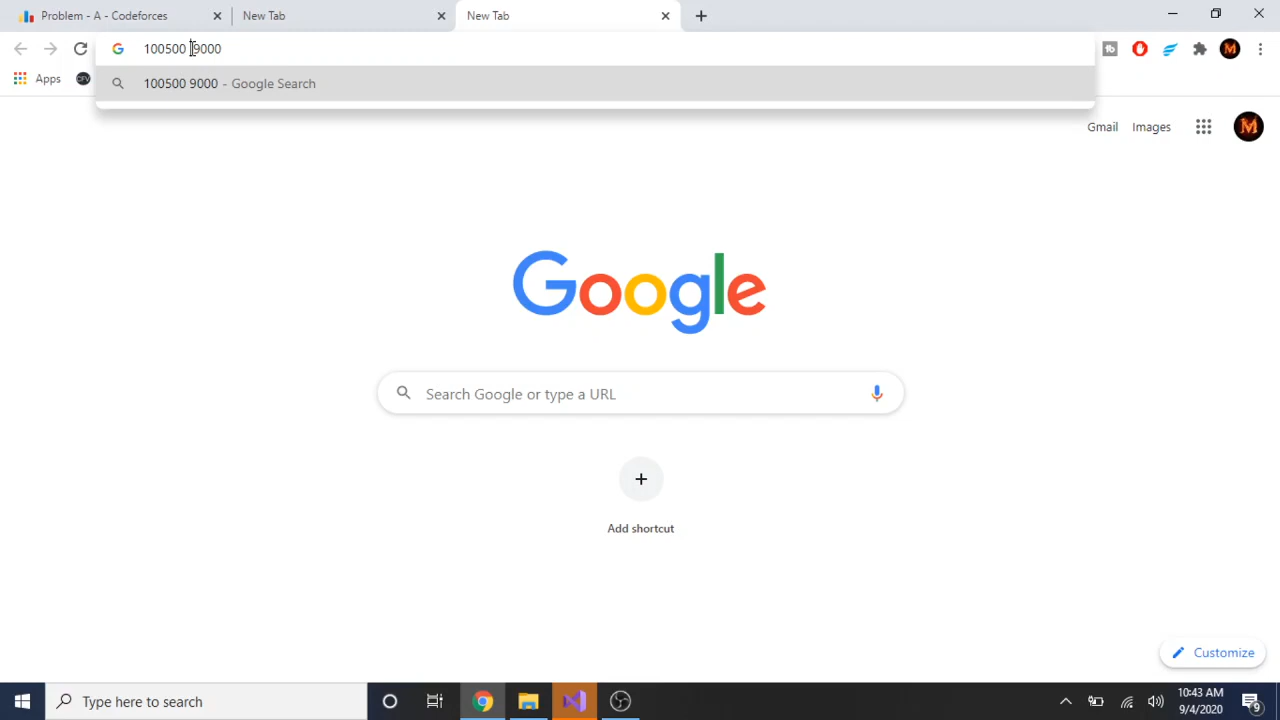 Problem - A - Codeforces
New Tab
New Tab
100500 9000
Apps
100500 9000 - Google Search
Gmail
Images
Google
Search Google or type a URL
Add shortcut
Customize
Type here to search
10:43 AM
9/4/2020
9